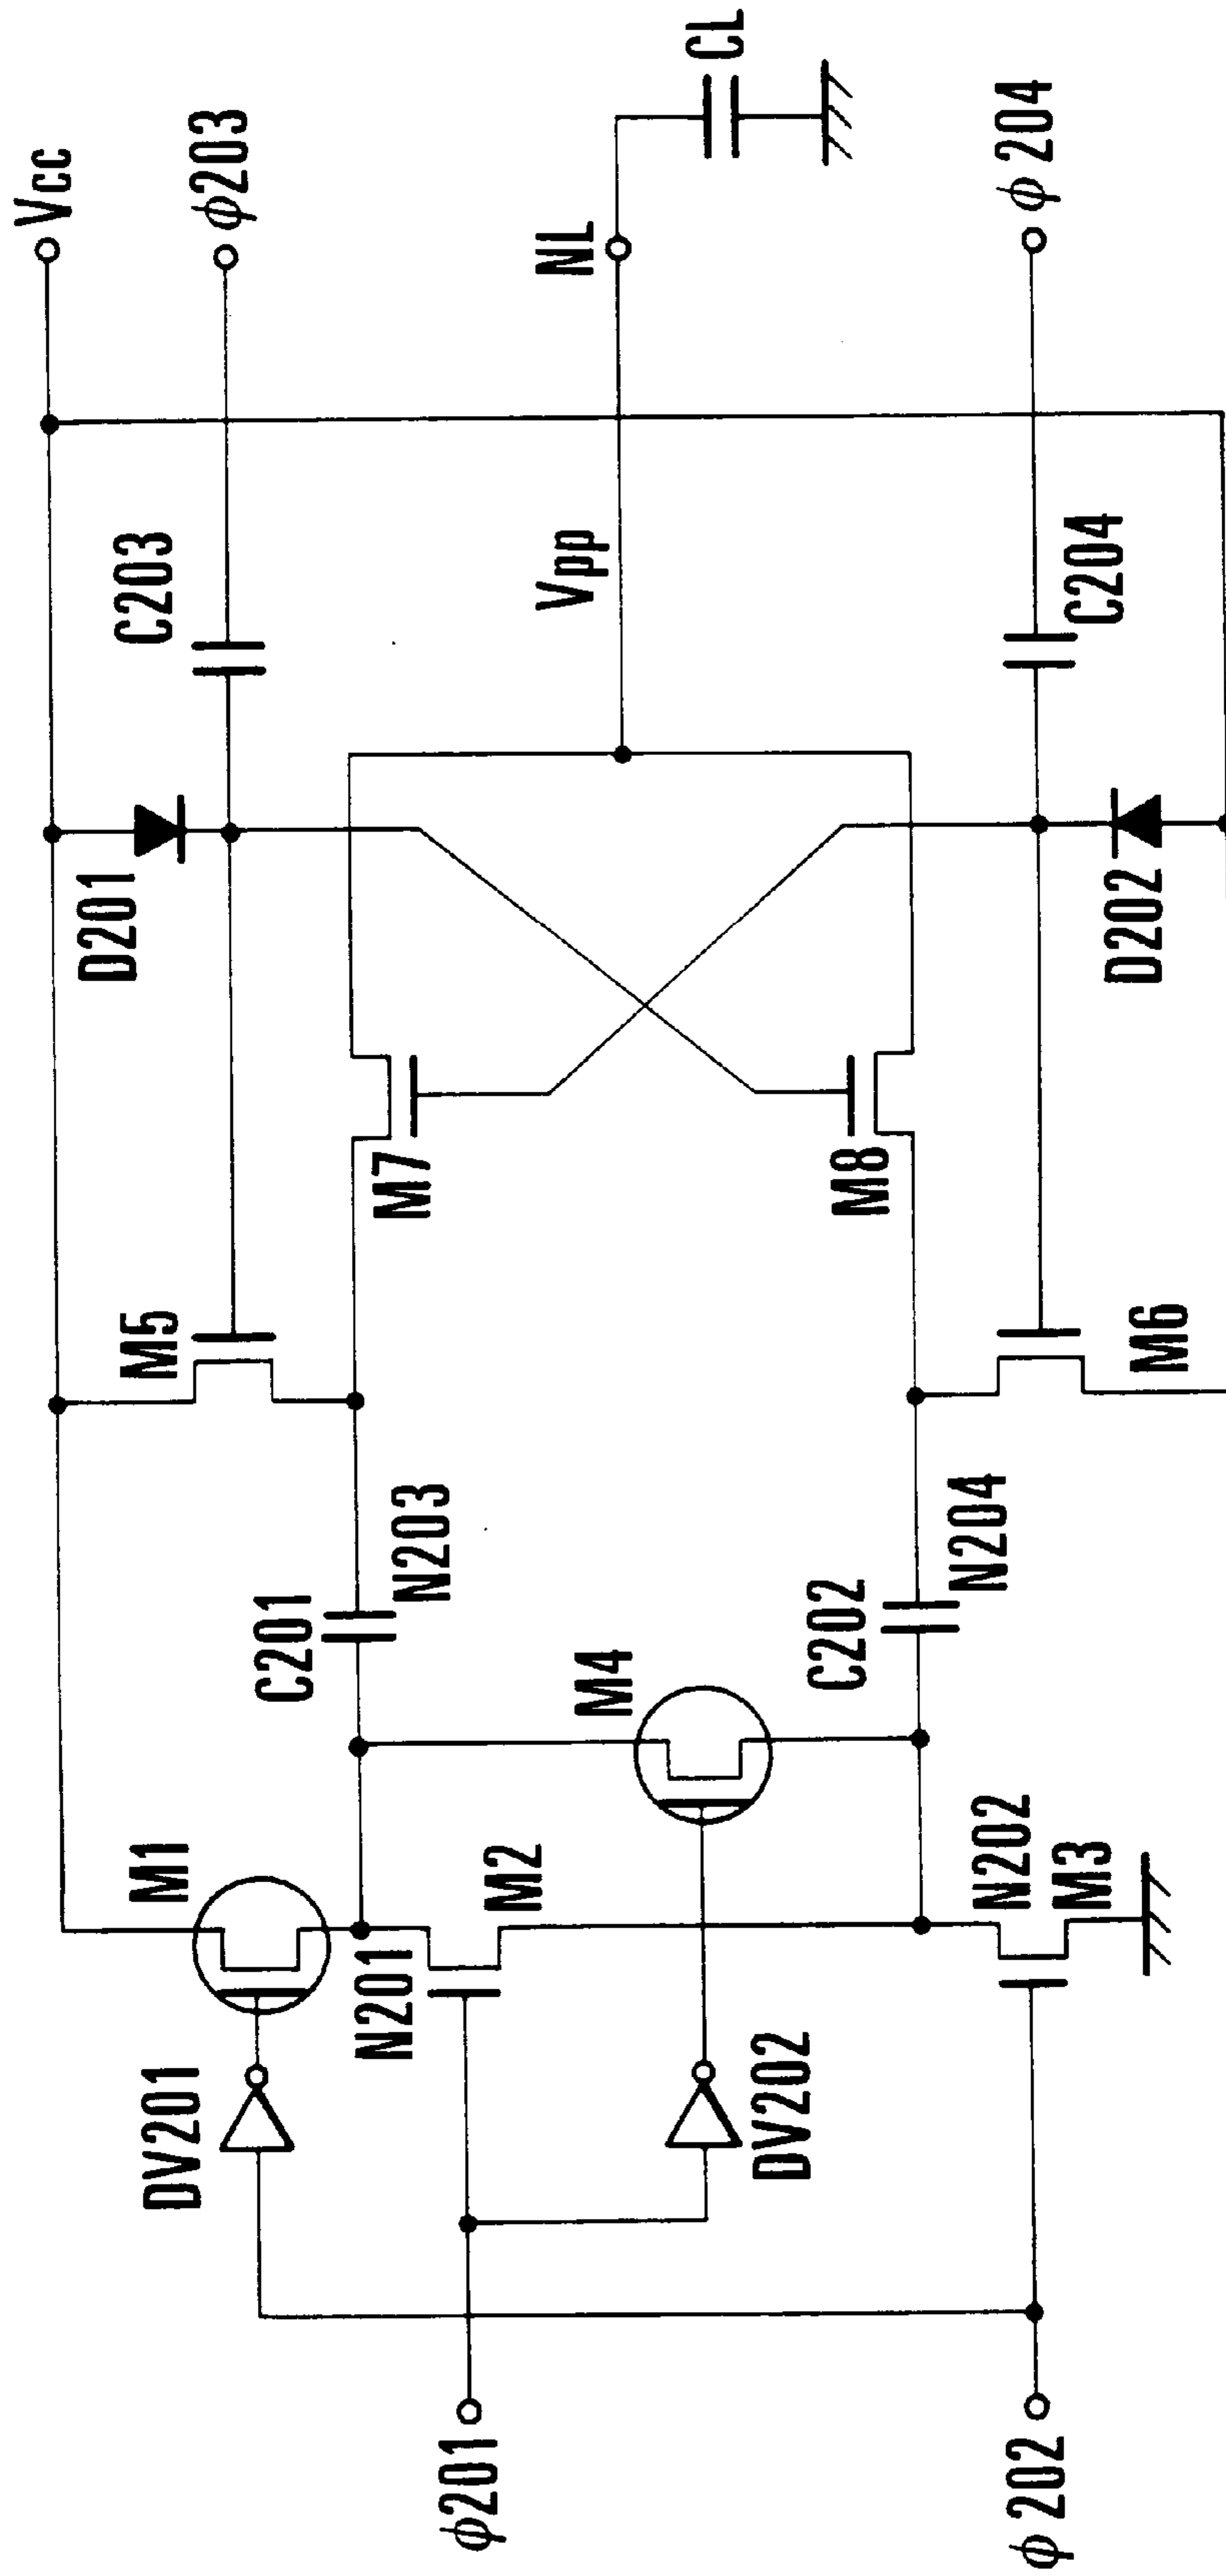 Vcc
φ203
CL
NL
φ204
C203
Vpp
C204
D201
D202
M7
M8
M5
M6
C201
N203
C202
N204
M4
M1
M2
N202
M3
N201
DV201
DV202
φ201
φ202